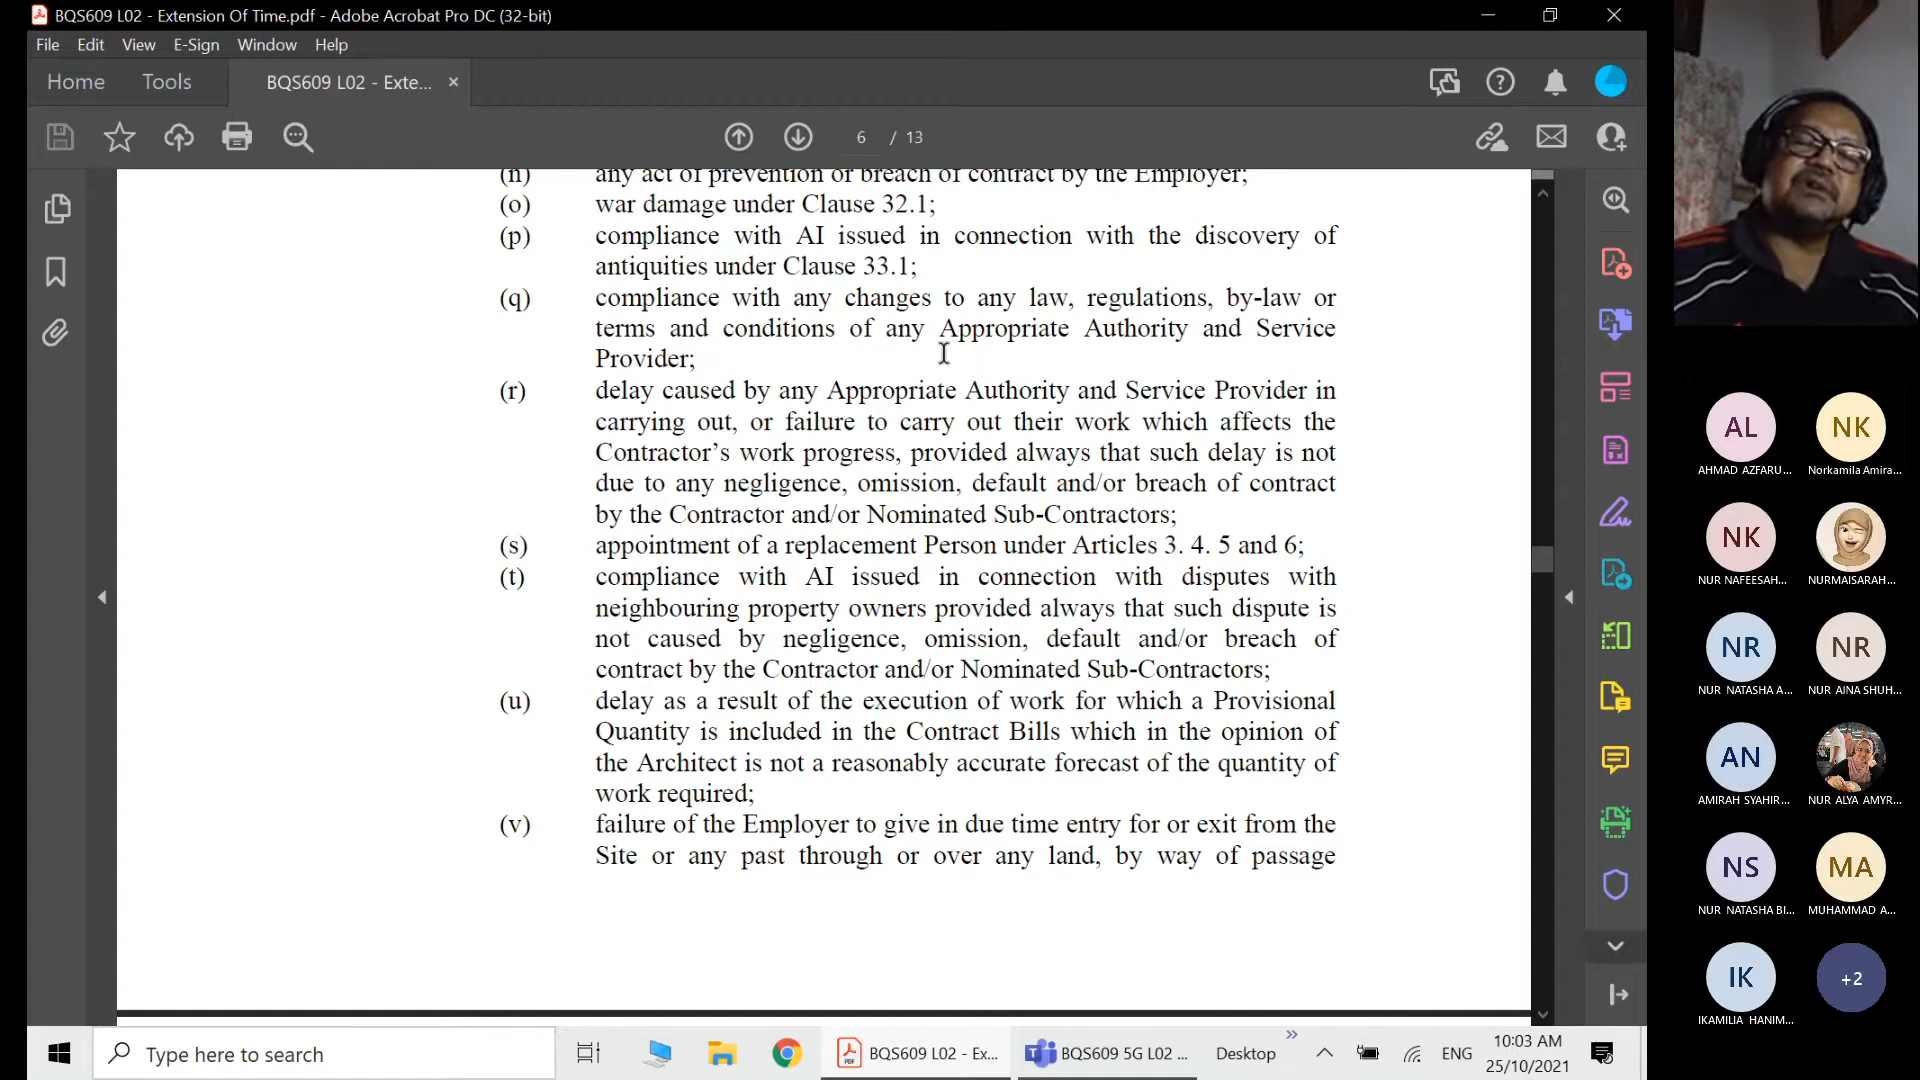 BQS609 L02 - Extension Of Time.pdf - Adobe Acrobat Pro DC (32-bit)
File Edit View E-Sign Window Help
Home Tools BQS609 L02 - Exte... ×
6 / 13
(n) any act of prevention or breach of contract by the Employer;
(o) war damage under Clause 32.1;
(p) compliance with AI issued in connection with the discovery of
antiquities under Clause 33.1;
(q) compliance with any changes to any law, regulations, by-law or
terms and conditions of any Appropriate Authority and Service
Provider;
(r) delay caused by any Appropriate Authority and Service Provider in
carrying out, or failure to carry out their work which affects the
Contractor’s work progress, provided always that such delay is not
due to any negligence, omission, default and/or breach of contract
by the Contractor and/or Nominated Sub-Contractors;
(s) appointment of a replacement Person under Articles 3. 4. 5 and 6;
(t) compliance with AI issued in connection with disputes with
neighbouring property owners provided always that such dispute is
not caused by negligence, omission, default and/or breach of
contract by the Contractor and/or Nominated Sub-Contractors;
(u) delay as a result of the execution of work for which a Provisional
Quantity is included in the Contract Bills which in the opinion of
the Architect is not a reasonably accurate forecast of the quantity of
work required;
(v) failure of the Employer to give in due time entry for or exit from the
Site or any past through or over any land, by way of passage
AL NK
AHMAD AZFARU... Norkamila Amira...
NK
NUR NAFEESAH... NURMAISARAH...
NR NR
NUR NATASHA A... NUR AINA SHUH...
AN
AMIRAH SYAHIR... NUR ALYA AMYR...
NS MA
NUR NATASHA BI... MUHAMMAD A...
IK +2
IKAMILIA HANIM...
Type here to search
BQS609 L02 - Ex...
BQS609 5G L02 ...
Desktop
ENG
10:03 AM
25/10/2021